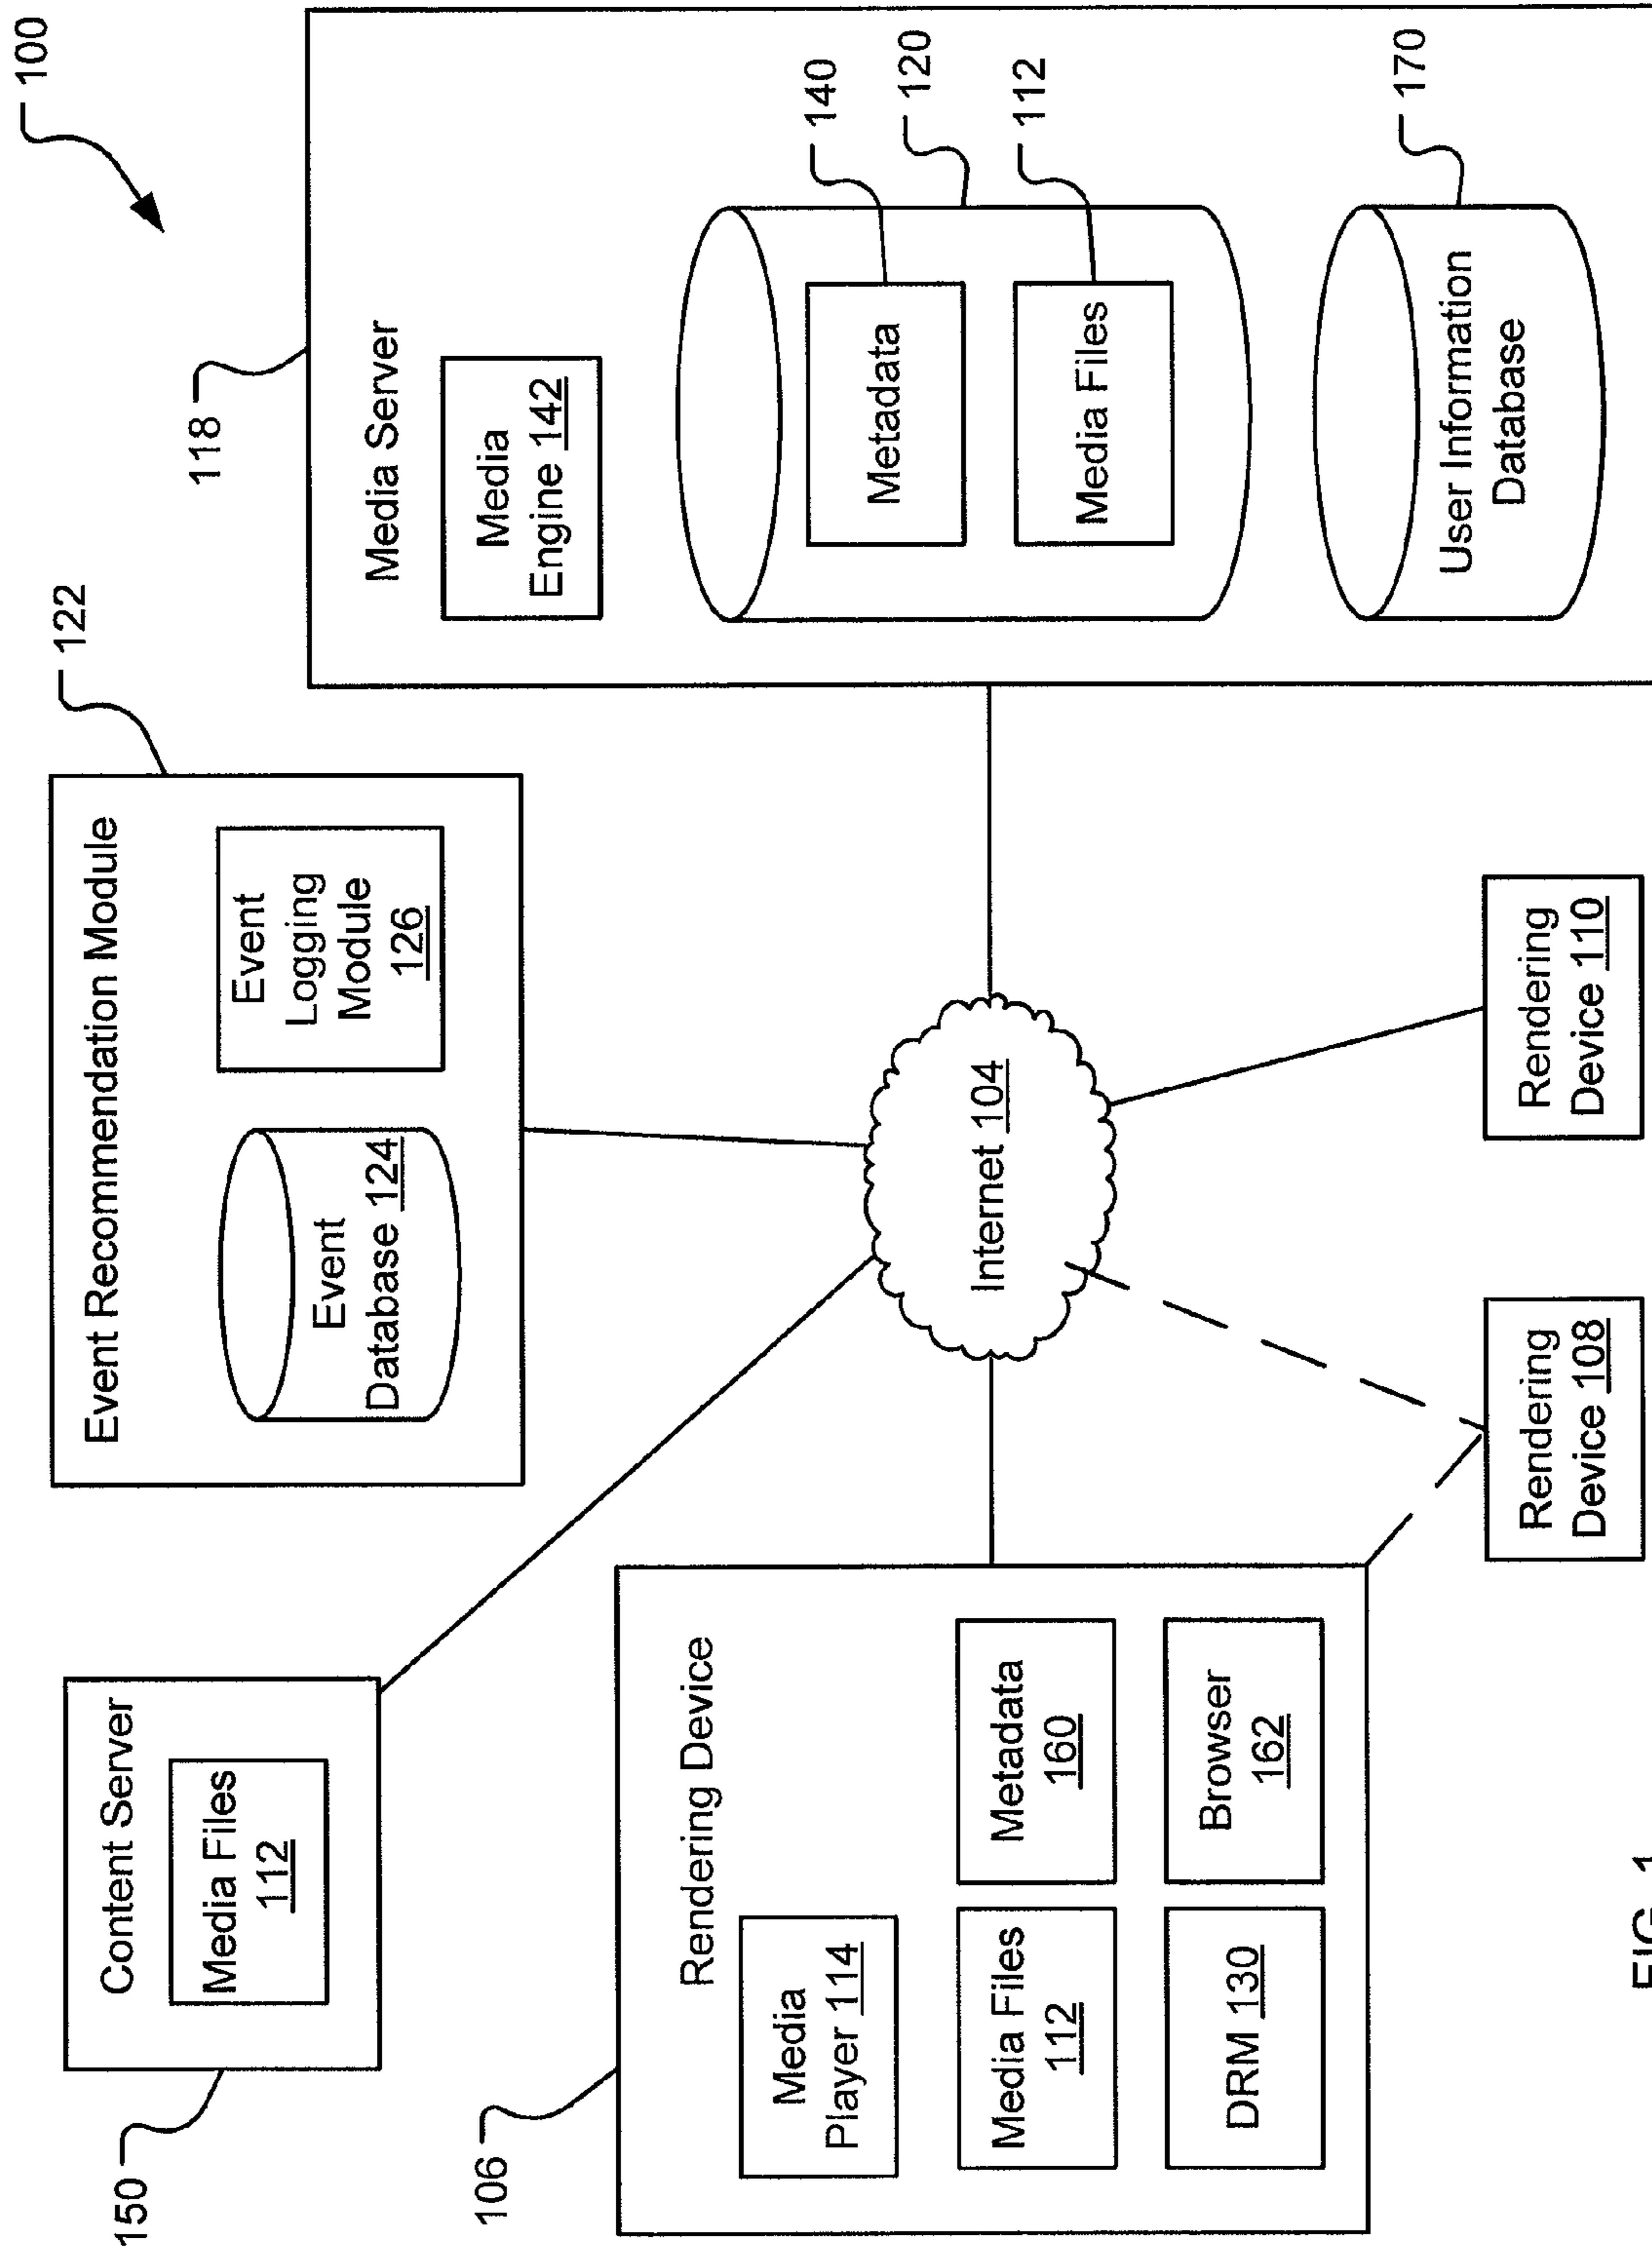 100
150
Content Server
Media Files
112
122
Event Recommendation Module
Event
Database 124
Event
Logging
Module
126
118
Media Server
Media
Engine 142
Metadata
140
120
Media Files
112
User Information
Database
170
106
Rendering Device
Media
Player 114
Media Files
112
Metadata
160
DRM 130
Browser
162
Internet 104
Rendering
Device 108
Rendering
Device 110
FIG. 1